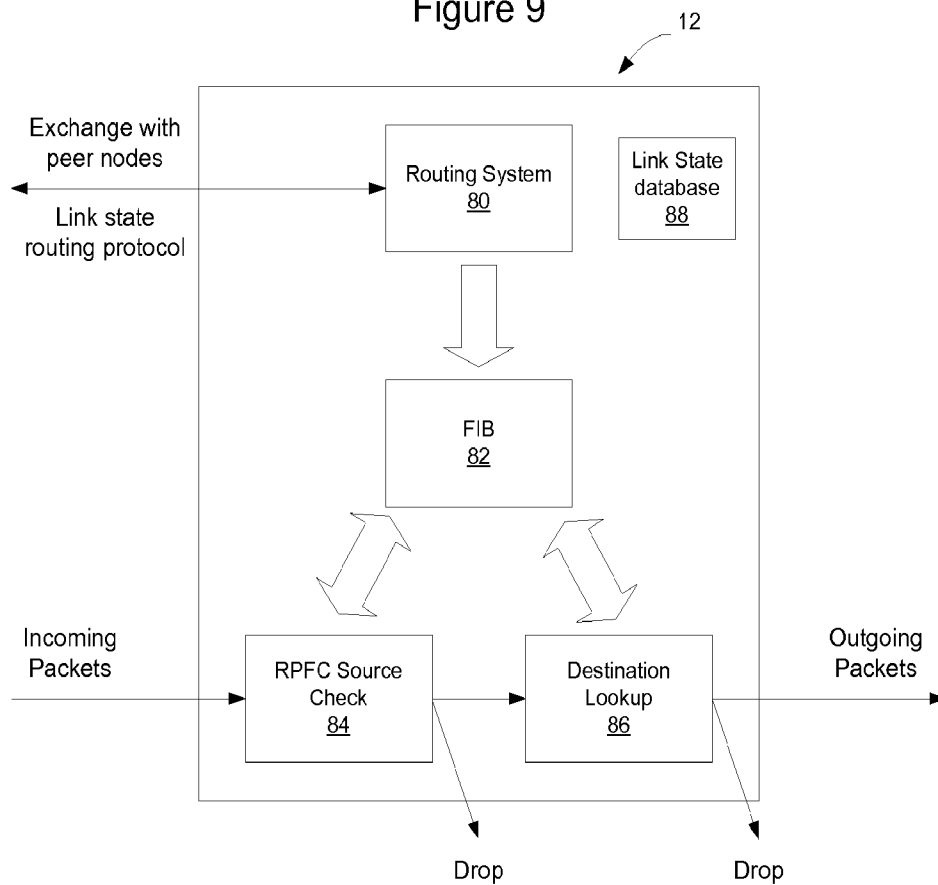 Figure 9
12
Exchange with
peer nodes
Link state
routing protocol
Routing System
80
Link State
database
88
FIB
82
Incoming
Packets
RPFC Source
Check
84
Destination
Lookup
86
Outgoing
Packets
Drop
Drop